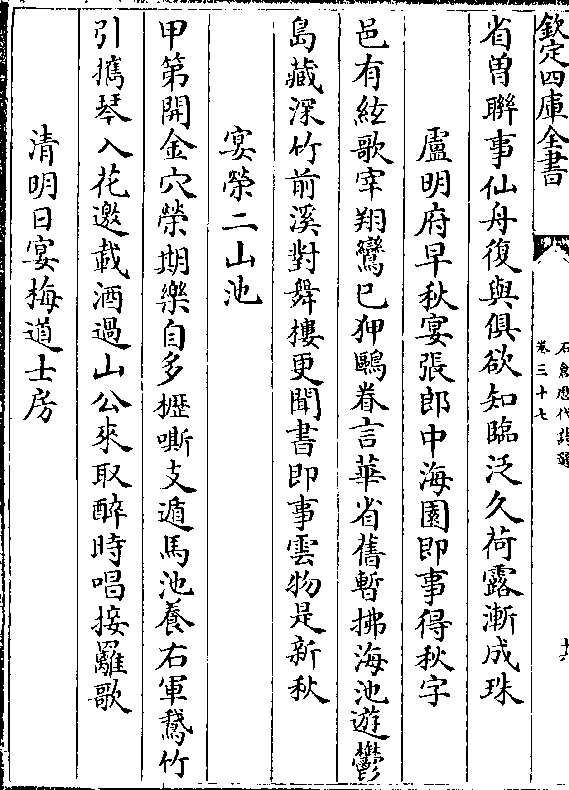 欽定四庫全書
石倉歷代詩選
卷三十七
省曽聯事仙舟復與俱欲知臨泛久荷露漸成珠
盧明府早秋宴張郎中海園即事得秋字
邑有絃歌宰翔鸞已狎鷗眷言華省舊暫拂海池遊鬱
島藏深竹前溪對舞樓更聞書即事雲物是新秋
宴榮二山池
甲第開金穴榮期樂自多櫪嘶支遁馬池養右軍鵞竹
引攜琴入花邀載酒過山公來取醉時唱接䍦歌
清明日宴梅道士房